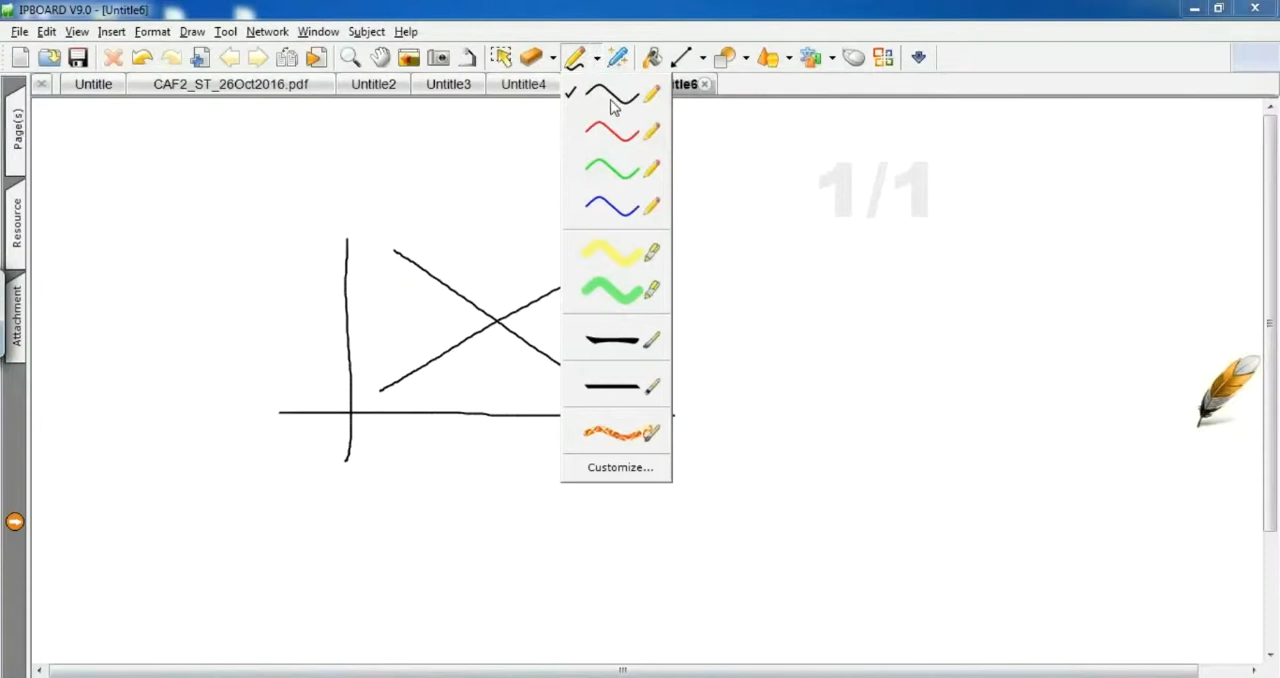 IPBOARD V9.0 - [Untitle6]
File Edit View Insert Format Draw Tool Network Window Subject Help
Untitle CAF2_ST_26Oct2016.pdf Untitle2 Untitle3 Untitle4 tle6
1/1
Page(s)
Resource
Attachment
Customize...